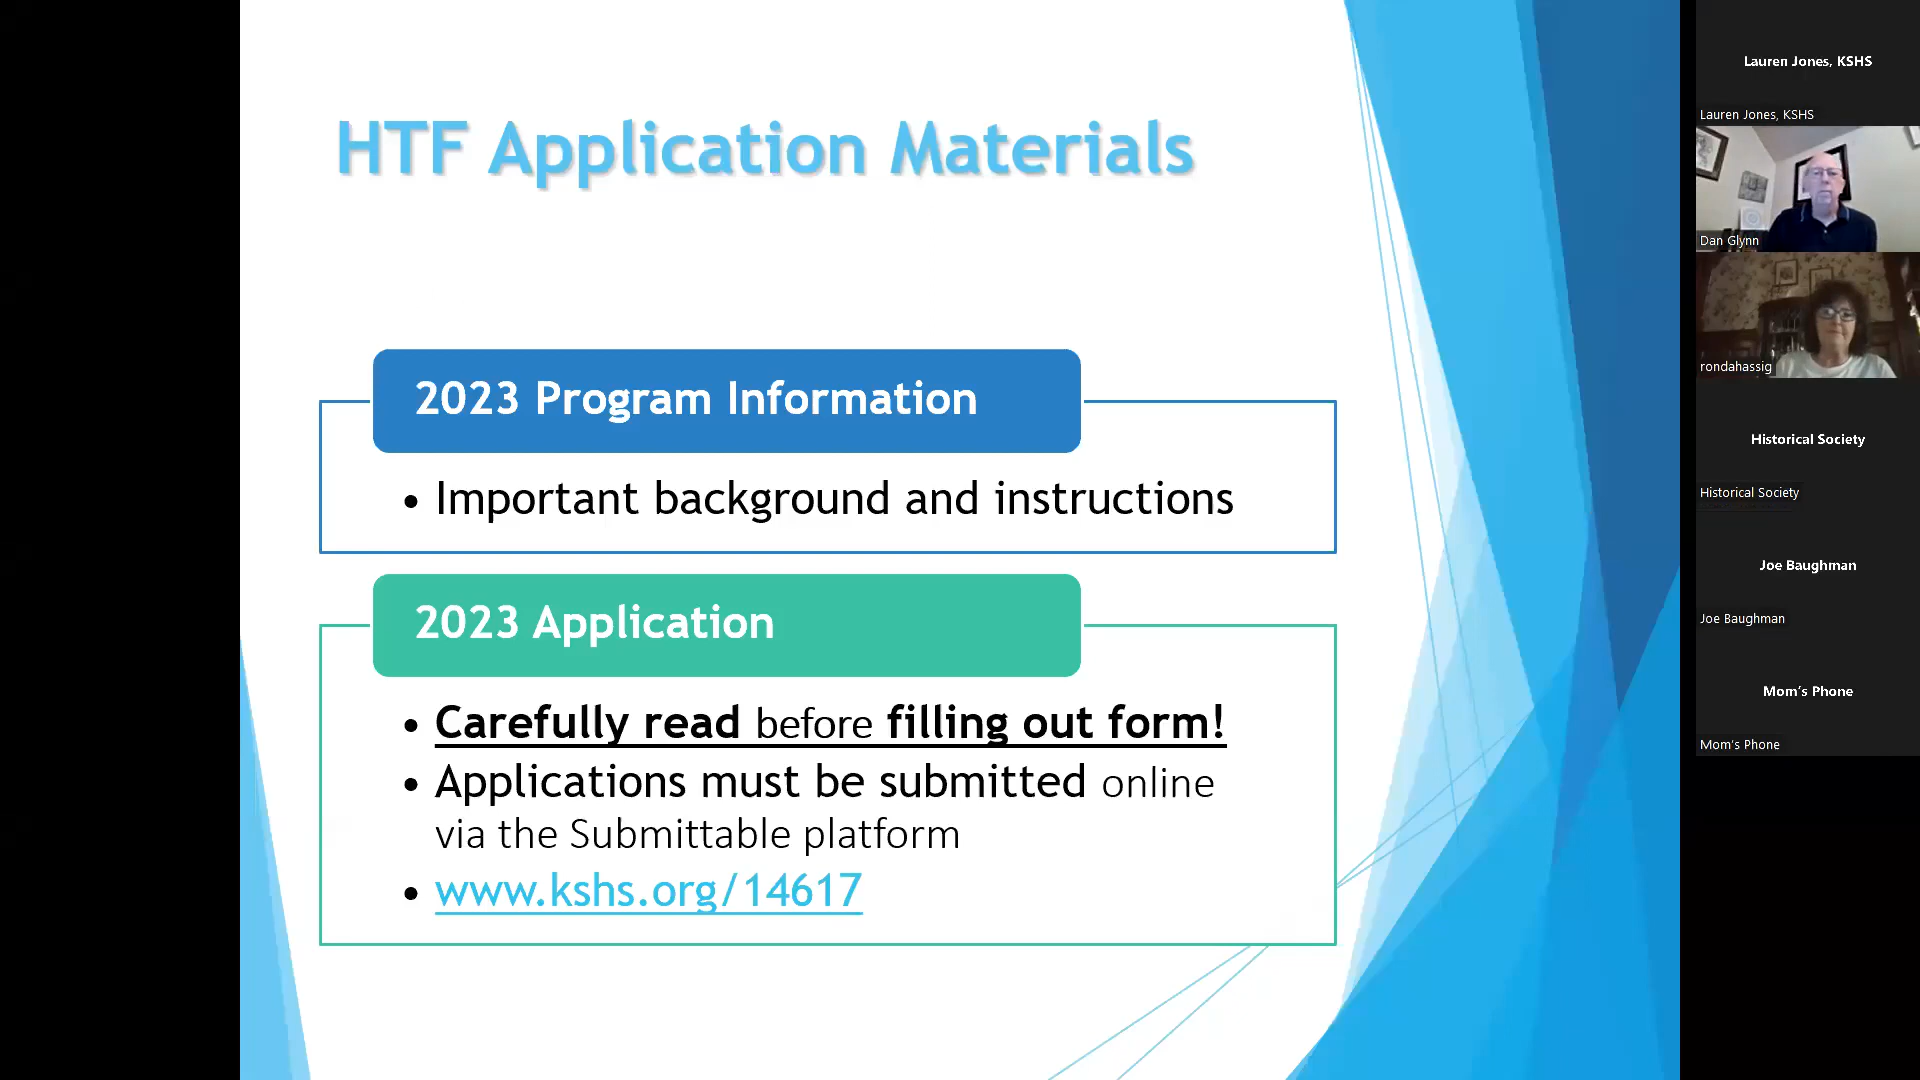 HTF Application Materials
2023 Program Information
• Important background and instructions
2023 Application
• Carefully read before filling out form!
• Applications must be submitted online
via the Submittable platform
• www.kshs.org/14617
Lauren Jones, KSHS
Lauren Jones, KSHS
Dan Glynn
rondahassig
Historical Society
Historical Society
Joe Baughman
Joe Baughman
Mom's Phone
Mom's Phone